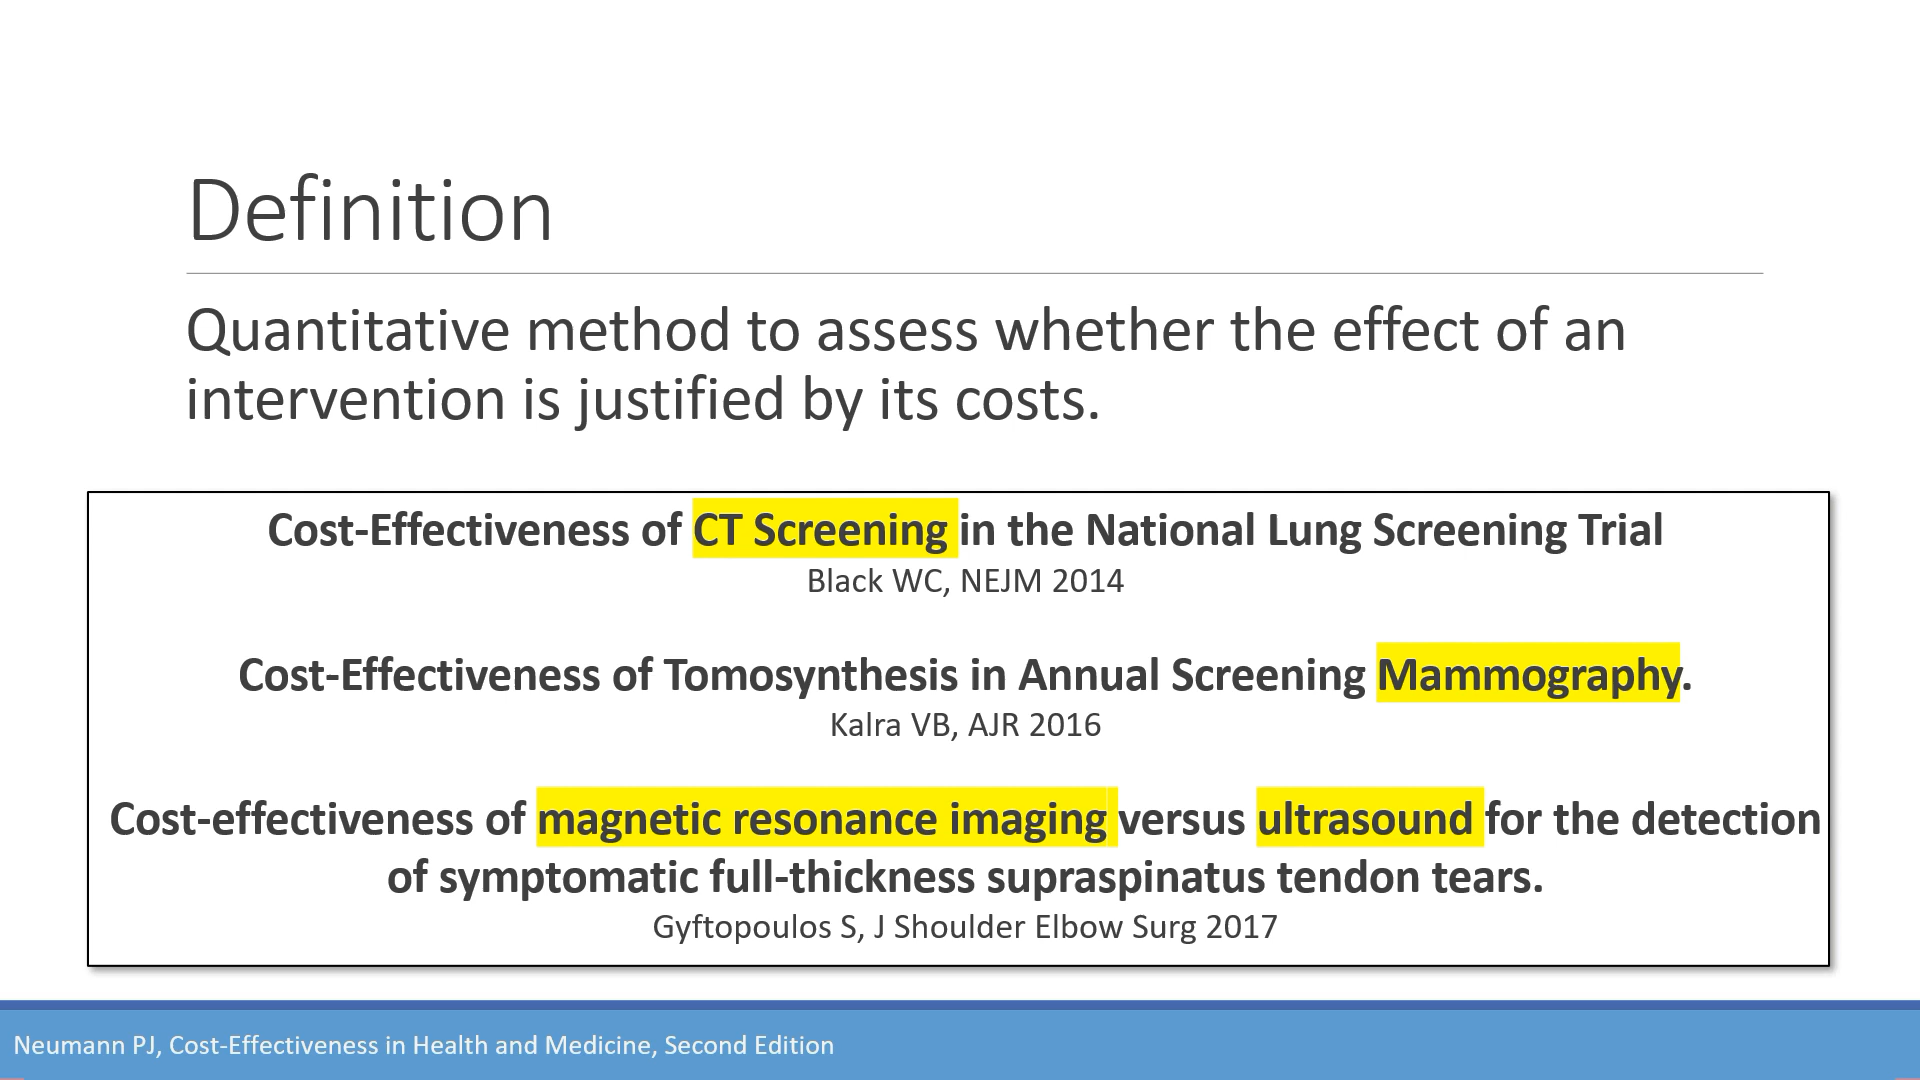 Definition
Quantitative method to assess whether the effect of an
intervention is justified by its costs.
Cost-Effectiveness of CT Screening in the National Lung Screening Trial
Black WC, NEJM 2014
Cost-Effectiveness of Tomosynthesis in Annual Screening Mammography.
Kalra VB, AJR 2016
Cost-effectiveness of magnetic resonance imaging versus ultrasound for the detection
of symptomatic full-thickness supraspinatus tendon tears.
Gyftopoulos S, J Shoulder Elbow Surg 2017
Neumann PJ, Cost-Effectiveness in Health and Medicine, Second Edition